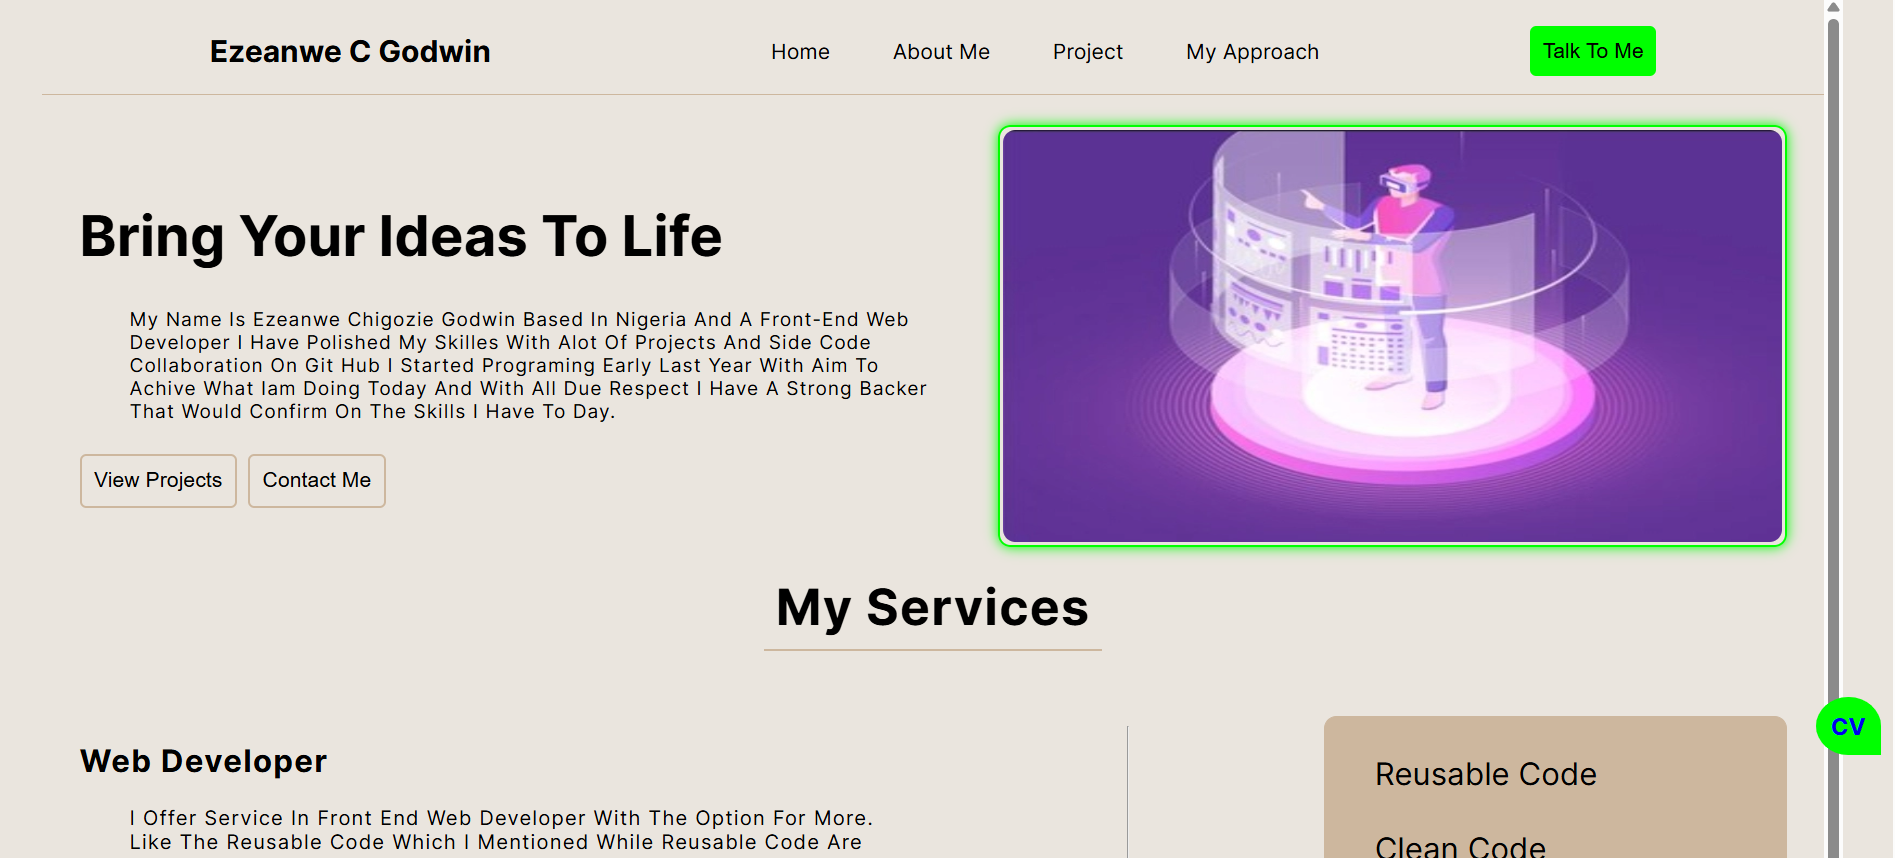 Ezeanwe C Godwin
Home
About Me
Project
My Approach
Talk To Me
Bring Your Ideas To Life
My Name Is Ezeanwe Chigozie Godwin Based In Nigeria And A Front-End Web
Developer I Have Polished My Skilles With Alot Of Projects And Side Code
Collaboration On Git Hub I Started Programing Early Last Year With Aim To
Achive What Iam Doing Today And With All Due Respect I Have A Strong Backer
That Would Confirm On The Skills I Have To Day.
View Projects
Contact Me
My Services
Web Developer
I Offer Service In Front End Web Developer With The Option For More.
Like The Reusable Code Which I Mentioned While Reusable Code Are
Reusable Code
Clean Code
CV